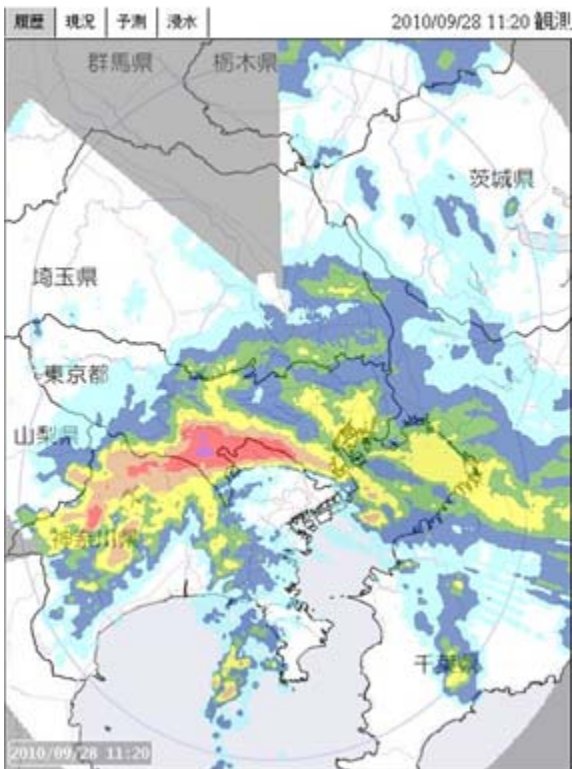 履歴 現況 予測 浸水 2010/09/28 11:20 観測
群馬県 栃木県
茨城県
埼玉県
東京都
山梨県
神奈川県
千葉県
2010/09/28 11:20